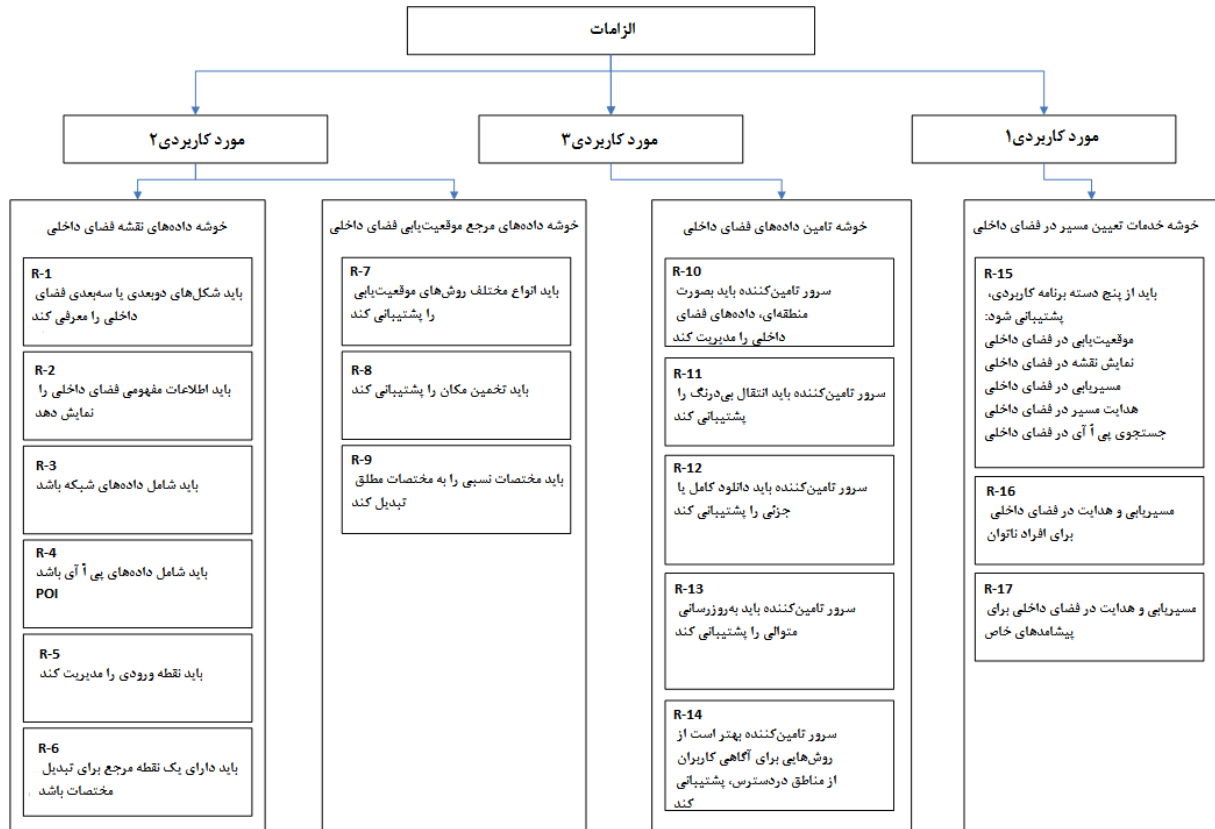 الزامات
مورد کاربردی۱
مورد کاربردی۳
مورد کاربردی۲
خوشه خدمات تعیین مسیر در فضای داخلی
R-15
باید از پنج دسته برنامه کاربردی،
پشتیبانی شود:
موقعیت‌یابی در فضای داخلی
نمایش نقشه در فضای داخلی
مسیریابی در فضای داخلی
هدایت مسیر در فضای داخلی
جستجوی پی آ آی در فضای داخلی
R-16
مسیریابی و هدایت در فضای داخلی
برای افراد ناتوان
R-17
مسیریابی و هدایت در فضای داخلی برای
پیشامدهای خاص
خوشه تامین داده‌های فضای داخلی
R-10
سرور تامین‌کننده باید بصورت
منطقه‌ای، داده‌های فضای
داخلی را مدیریت کند
R-11
سرور تامین‌کننده باید انتقال بی‌درنگ را
پشتیبانی کند
R-12
سرور تامین‌کننده باید دانلود کامل یا
جزئی را پشتیبانی کند
R-13
سرور تامین‌کننده باید به‌روزرسانی
متوالی را پشتیبانی کند
R-14
سرور تامین‌کننده بهتر است از
روش‌هایی برای آگاهی کاربران
از مناطق دردسترس، پشتیبانی
کند
خوشه داده‌های مرجع موقعیت‌یابی فضای داخلی
R-7
باید انواع مختلف روش‌های موقعیت‌یابی
را پشتیبانی کند
R-8
باید تخمین مکان را پشتیبانی کند
R-9
باید مختصات نسبی را به مختصات مطلق
تبدیل کند
خوشه داده‌های نقشه فضای داخلی
R-1
باید شکل‌های دوبعدی یا سه‌بعدی فضای
داخلی را معرفی کند
R-2
باید اطلاعات مفهومی فضای داخلی را
نمایش دهد
R-3
باید شامل داده‌های شبکه باشد
R-4
باید شامل داده‌های پی آ آی باشد
POI
R-5
باید نقطه ورودی را مدیریت کند
R-6
باید دارای یک نقطه مرجع برای تبدیل
مختصات باشد